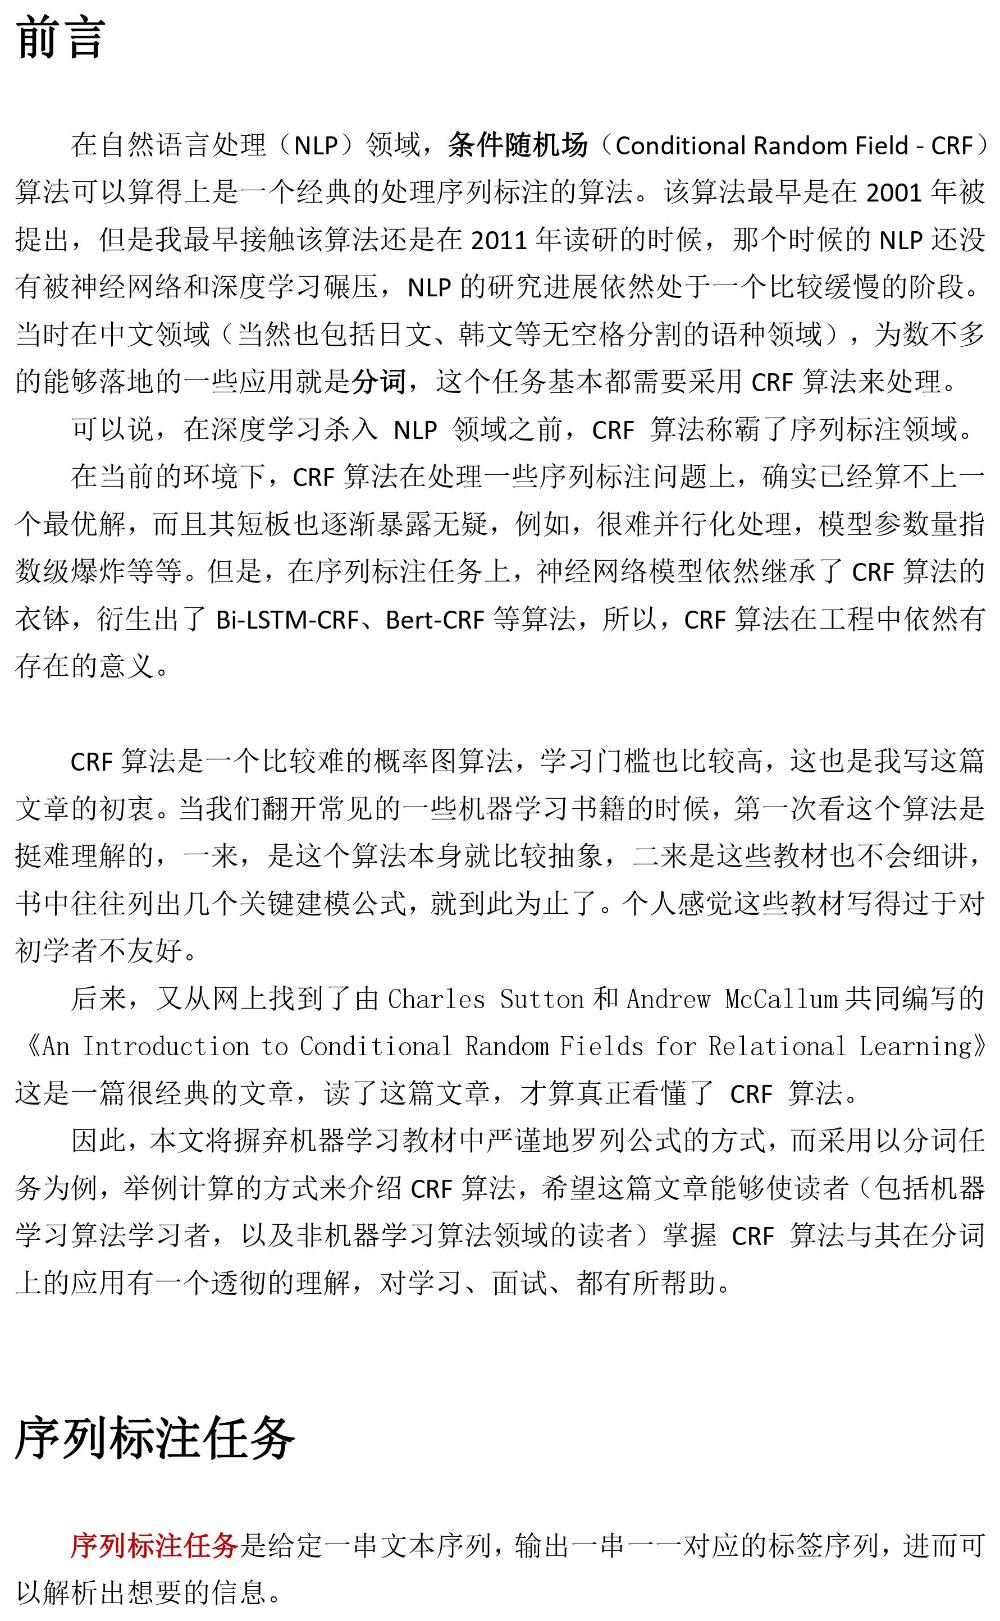 前言
在自然语言处理（NLP）领域，条件随机场（Conditional Random Field - CRF）
算法可以算得上是一个经典的处理序列标注的算法。该算法最早是在 2001 年被
提出，但是我最早接触该算法还是在 2011 年读研的时候，那个时候的 NLP 还没
有被神经网络和深度学习碾压，NLP 的研究进展依然处于一个比较缓慢的阶段。
当时在中文领域（当然也包括日文、韩文等无空格分割的语种领域），为数不多
的能够落地的一些应用就是分词，这个任务基本都需要采用 CRF 算法来处理。
可以说，在深度学习杀入 NLP 领域之前，CRF 算法称霸了序列标注领域。
在当前的环境下，CRF 算法在处理一些序列标注问题上，确实已经算不上一
个最优解，而且其短板也逐渐暴露无疑，例如，很难并行化处理，模型参数量指
数级爆炸等等。但是，在序列标注任务上，神经网络模型依然继承了 CRF 算法的
衣钵，衍生出了 Bi-LSTM-CRF、Bert-CRF 等算法，所以，CRF 算法在工程中依然有
存在的意义。
CRF 算法是一个比较难的概率图算法，学习门槛也比较高，这也是我写这篇
文章的初衷。当我们翻开常见的一些机器学习书籍的时候，第一次看这个算法是
挺难理解的，一来，是这个算法本身就比较抽象，二来是这些教材也不会细讲，
书中往往列出几个关键建模公式，就到此为止了。个人感觉这些教材写得过于对
初学者不友好。
后来，又从网上找到了由 Charles Sutton 和 Andrew McCallum 共同编写的
《An Introduction to Conditional Random Fields for Relational Learning》
这是一篇很经典的文章，读了这篇文章，才算真正看懂了 CRF 算法。
因此，本文将摒弃机器学习教材中严谨地罗列公式的方式，而采用以分词任
务为例，举例计算的方式来介绍 CRF 算法，希望这篇文章能够使读者（包括机器
学习算法学习者，以及非机器学习算法领域的读者）掌握 CRF 算法与其在分词
上的应用有一个透彻的理解，对学习、面试、都有所帮助。
序列标注任务
序列标注任务是给定一串文本序列，输出一串一一对应的标签序列，进而可
以解析出想要的信息。